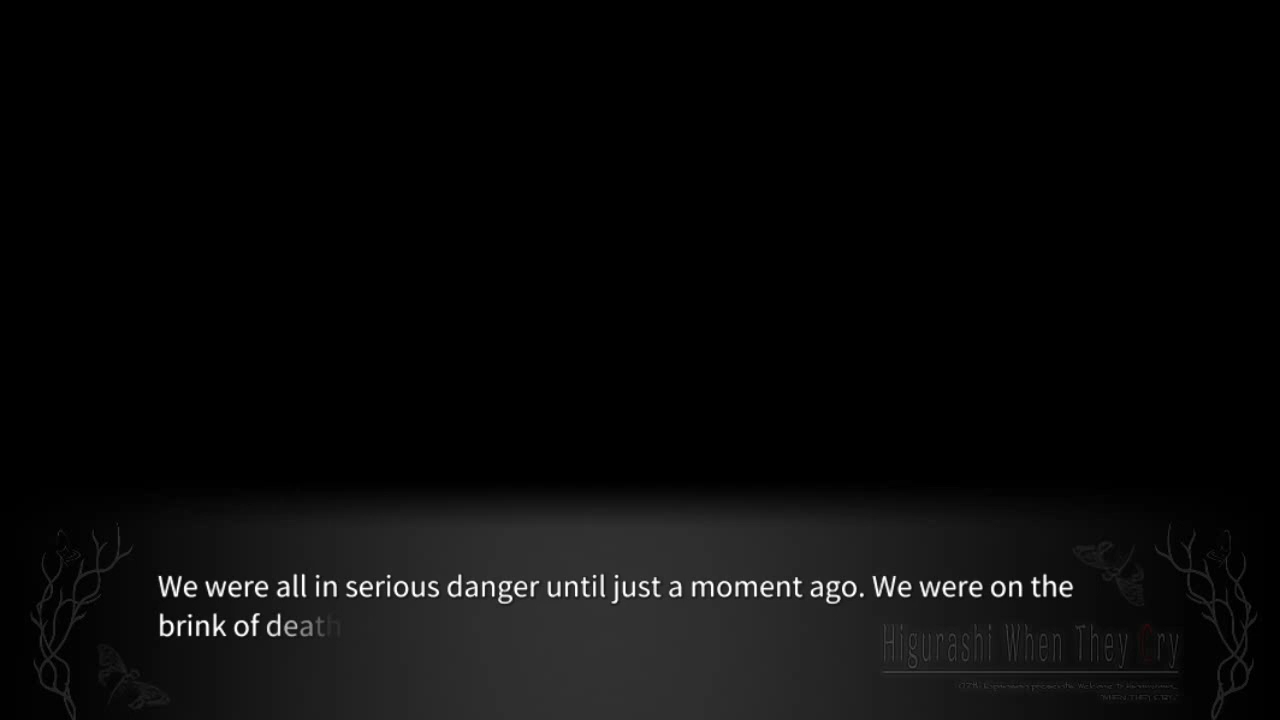 We were all in serious danger until just a moment ago. We were on the
brink of death
Higurashi When They Cry